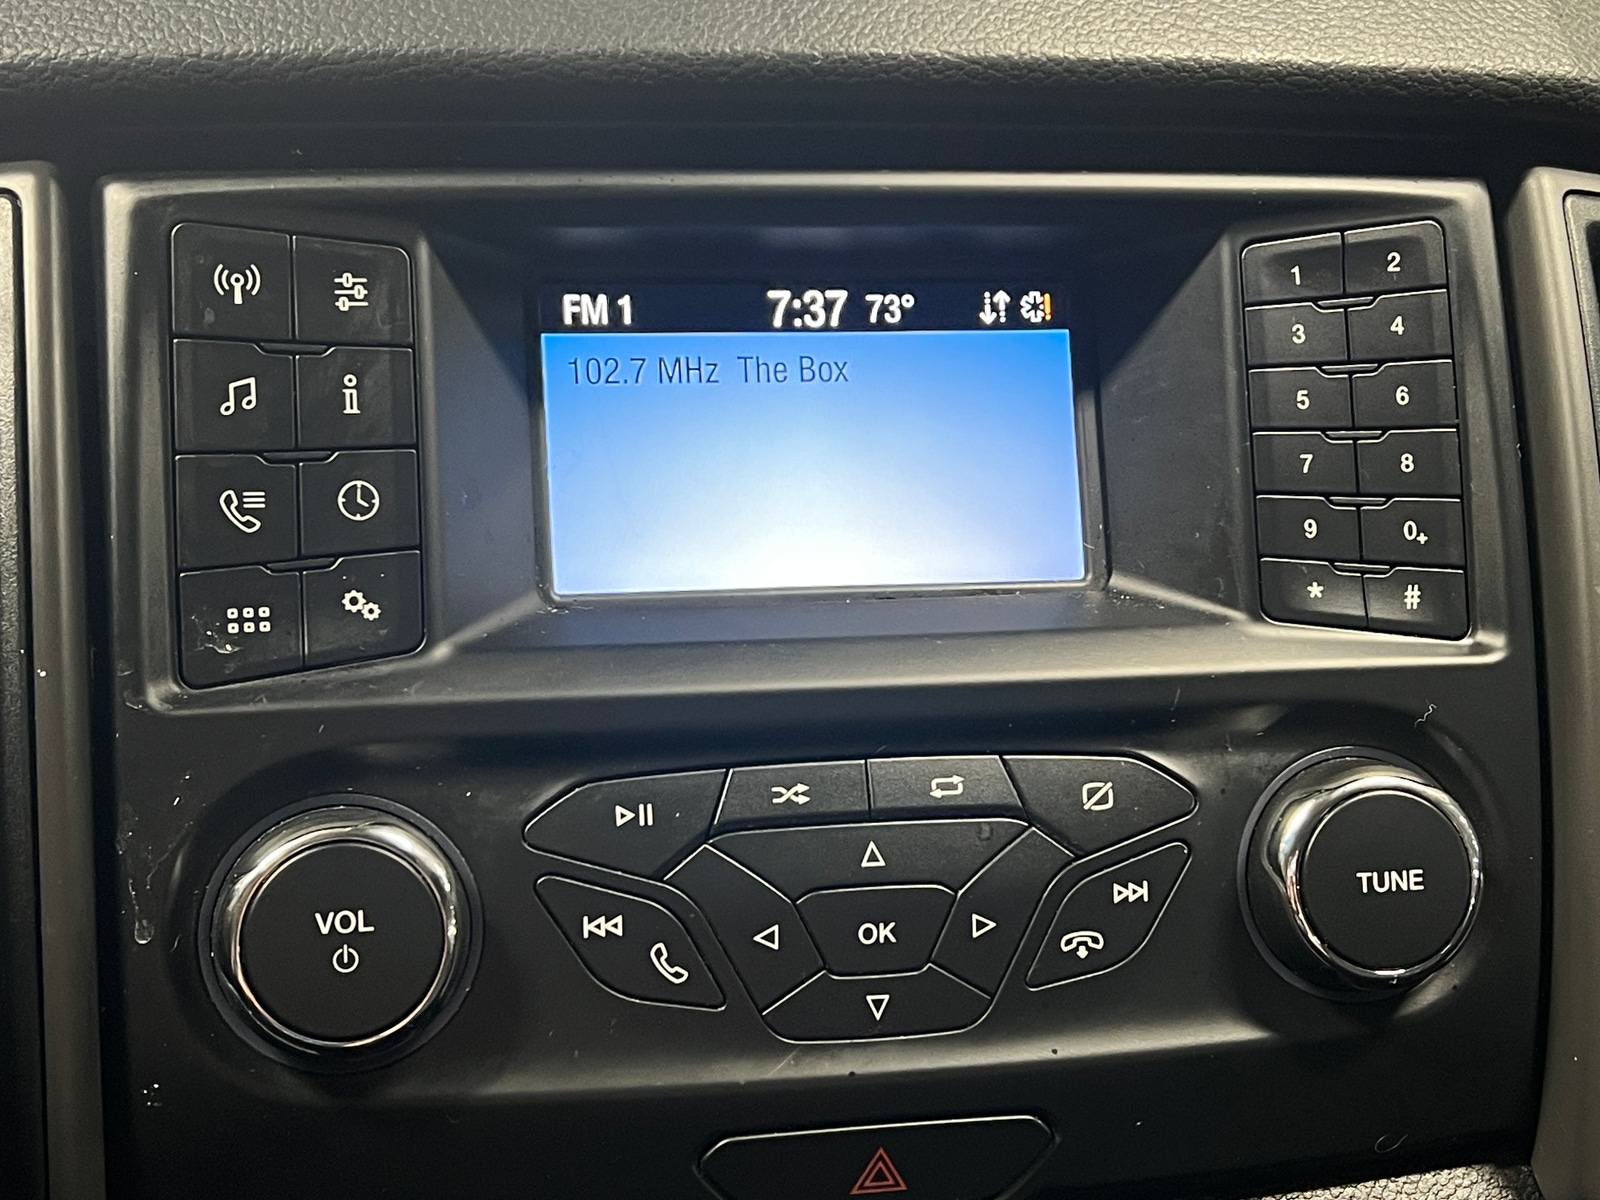 FM 1 7:37 73°
102.7 MHz The Box
1 2
3 4
5 6
7 8
9 0+
* #
i
VOL
OK
TUNE